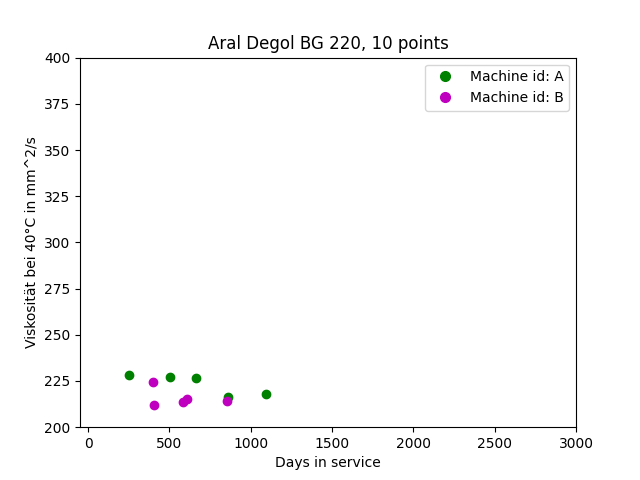 Aral Degol BG 220, 10 points
400
375
350
325
300
275
250
225
200
Viskosität bei 40°C in mm^2/s
Machine id: A
Machine id: B
0 500 1000 1500 2000 2500 3000
Days in service